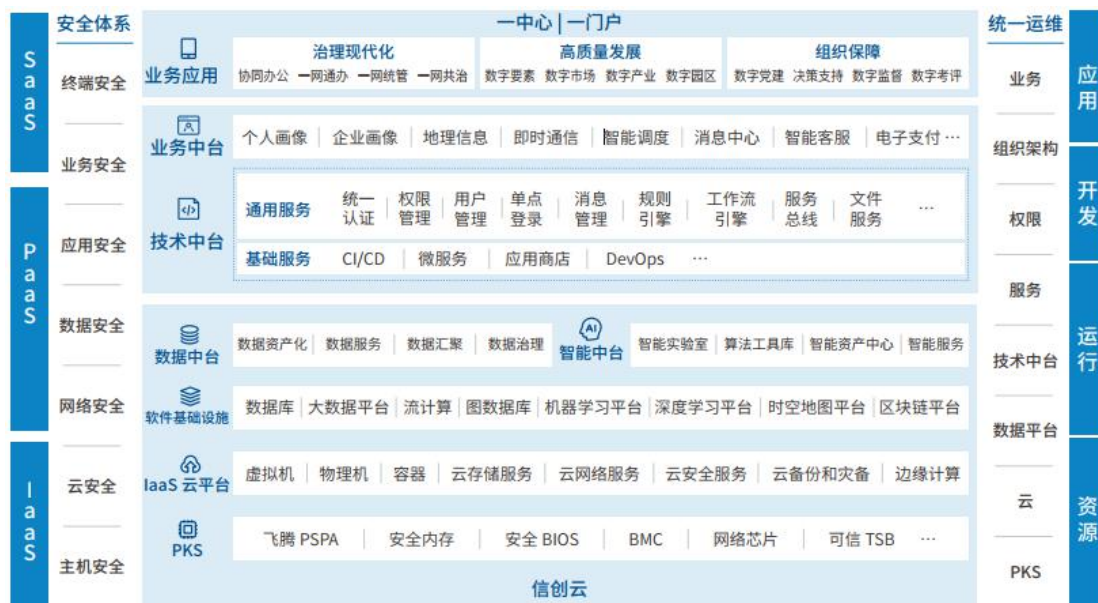 SaaS
PaaS
IaaS
安全体系
终端安全
业务安全
应用安全
数据安全
网络安全
云安全
主机安全
一中心 | 一门户
业务应用
治理现代化
协同办公 一网通办 一网统管 一网共治
高质量发展
数字要素 数字市场 数字产业 数字园区
组织保障
数字党建 决策支持 数字监督 数字考评
业务中台
个人画像 企业画像 地理信息 即时通信 智能调度 消息中心 智能客服 电子支付 …
技术中台
通用服务
统一认证 权限管理 用户管理 单点登录 消息管理 规则引擎 工作流引擎 服务总线 文件服务 …
基础服务
CI/CD 微服务 应用商店 DevOps …
数据中台
数据资产化 数据服务 数据汇聚 数据治理
AI
智能中台
智能实验室 算法工具库 智能资产中心 智能服务
软件基础设施
数据库 大数据平台 流计算 图数据库 机器学习平台 深度学习平台 时空地图平台 区块链平台
IaaS 云平台
虚拟机 物理机 容器 云存储服务 云网络服务 云安全服务 云备份和灾备 边缘计算
PKS
飞腾 PSPA 安全内存 安全 BIOS BMC 网络芯片 可信 TSB …
信创云
统一运维
业务
组织架构
权限
服务
技术中台
数据平台
云
PKS
应用
开发
运行
资源